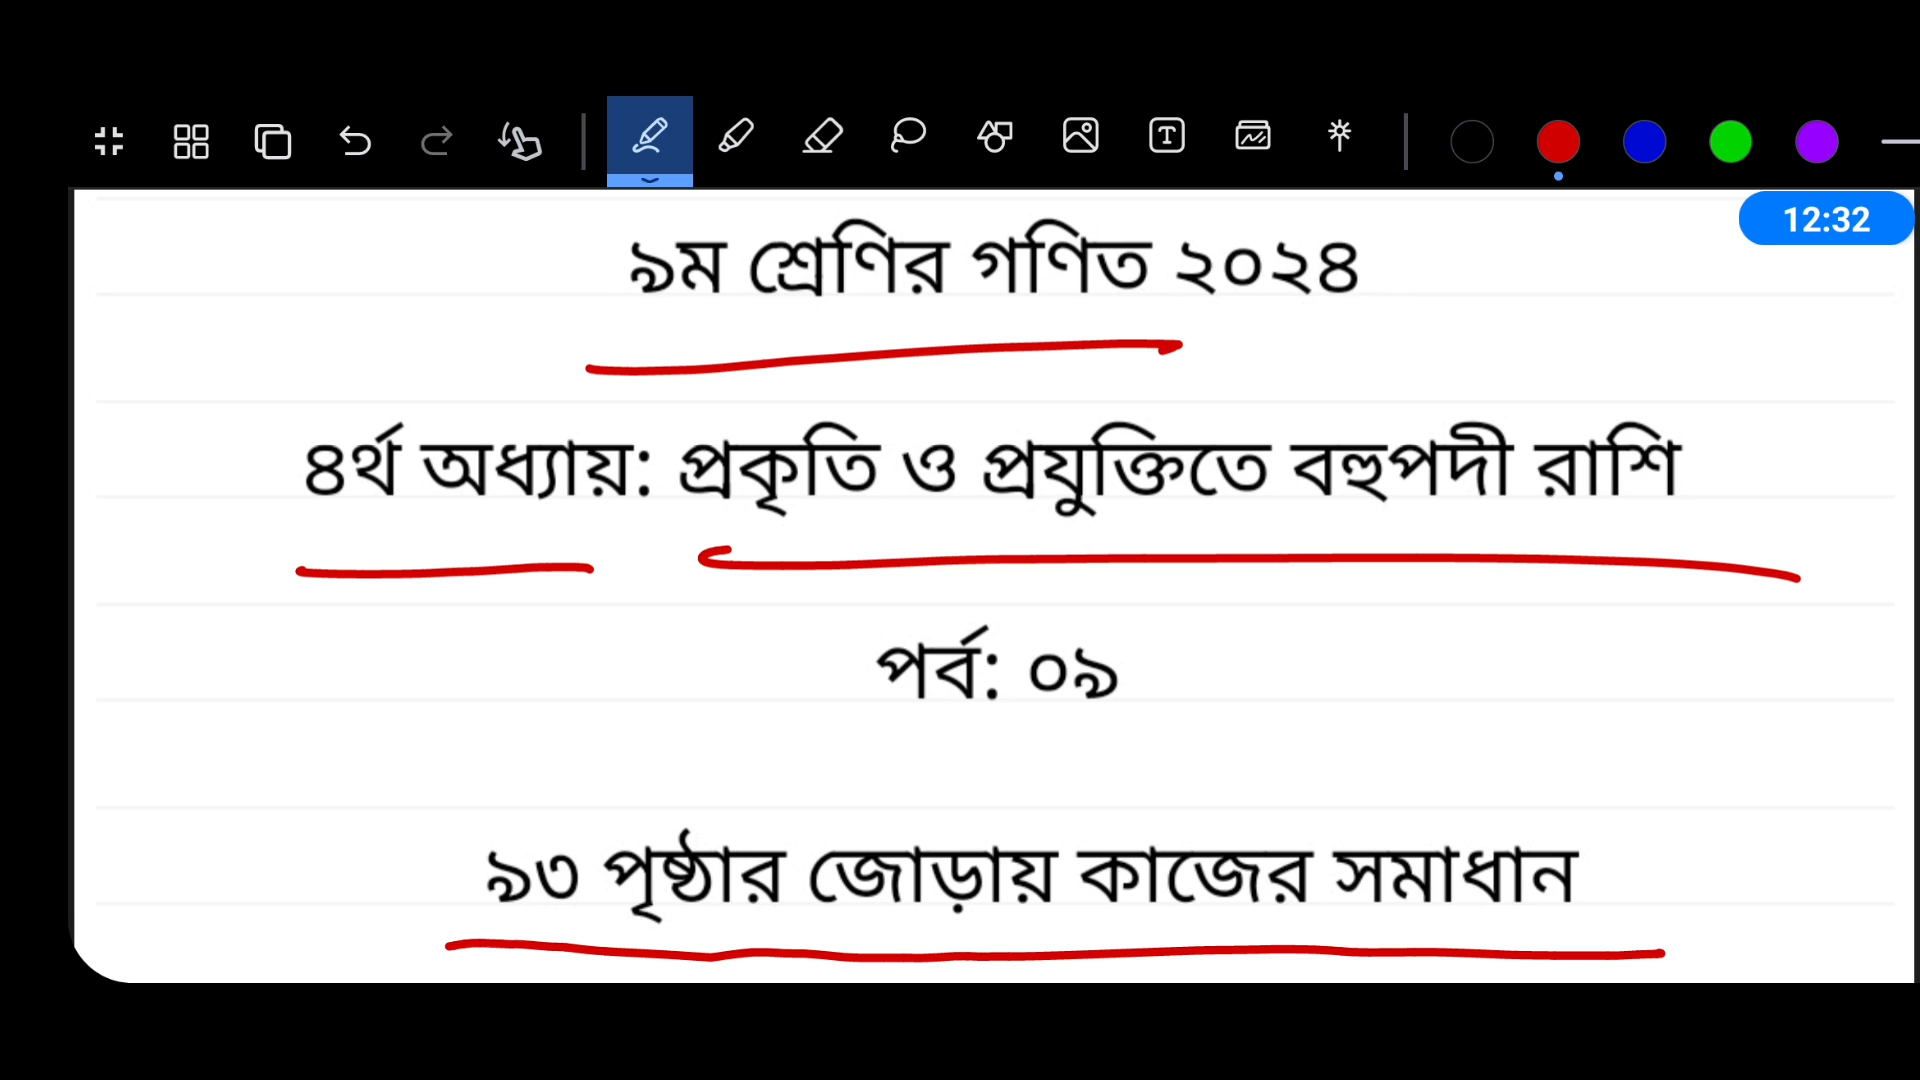 12:32
৯ম শ্রেণির গণিত ২০২৪
৪র্থ অধ্যায়: প্রকৃতি ও প্রযুক্তিতে বহুপদী রাশি
পর্ব: ০৯
৯৩ পৃষ্ঠার জোড়ায় কাজের সমাধান